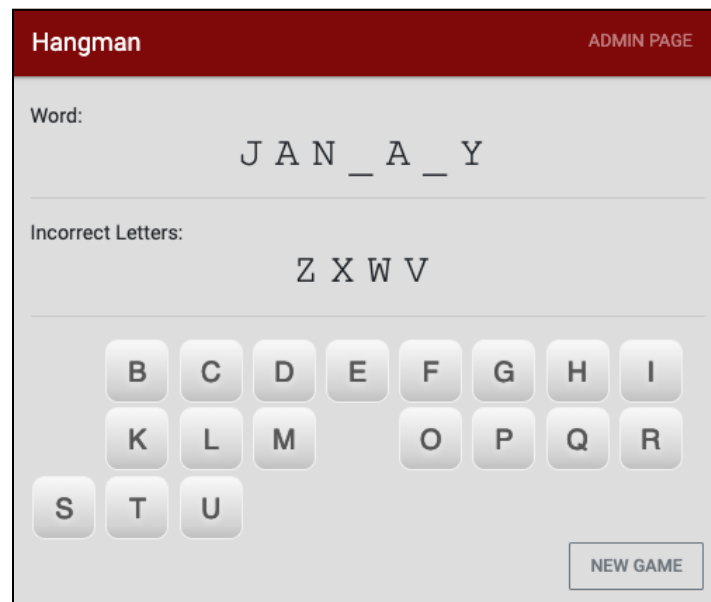 Hangman ADMIN PAGE
Word:
J A N _ A _ Y
Incorrect Letters:
Z X W V
B C D E F G H I
K L M O P Q R
S T U
NEW GAME